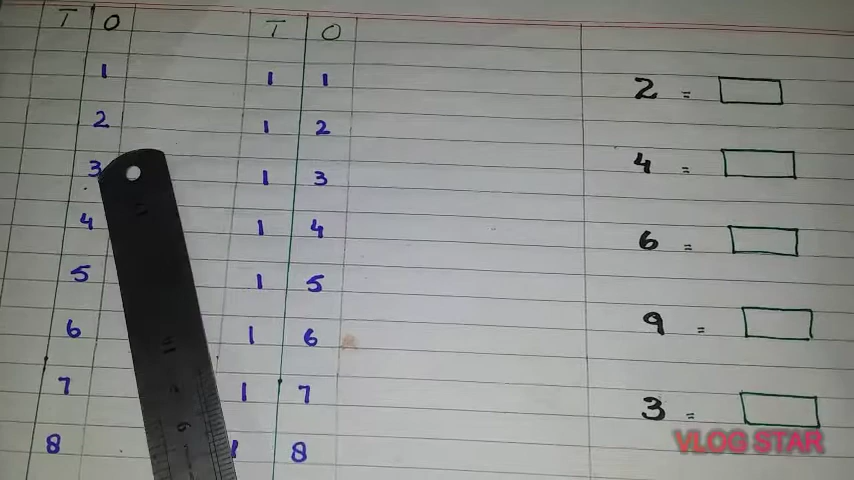 T O T O
1 1 1 2 =
2 1 2
3 1 3 4 =
4 1 4 6 =
5 1 5
6 1 6 9 =
7 1 7 3 =
8 1 8
VLOG STAR